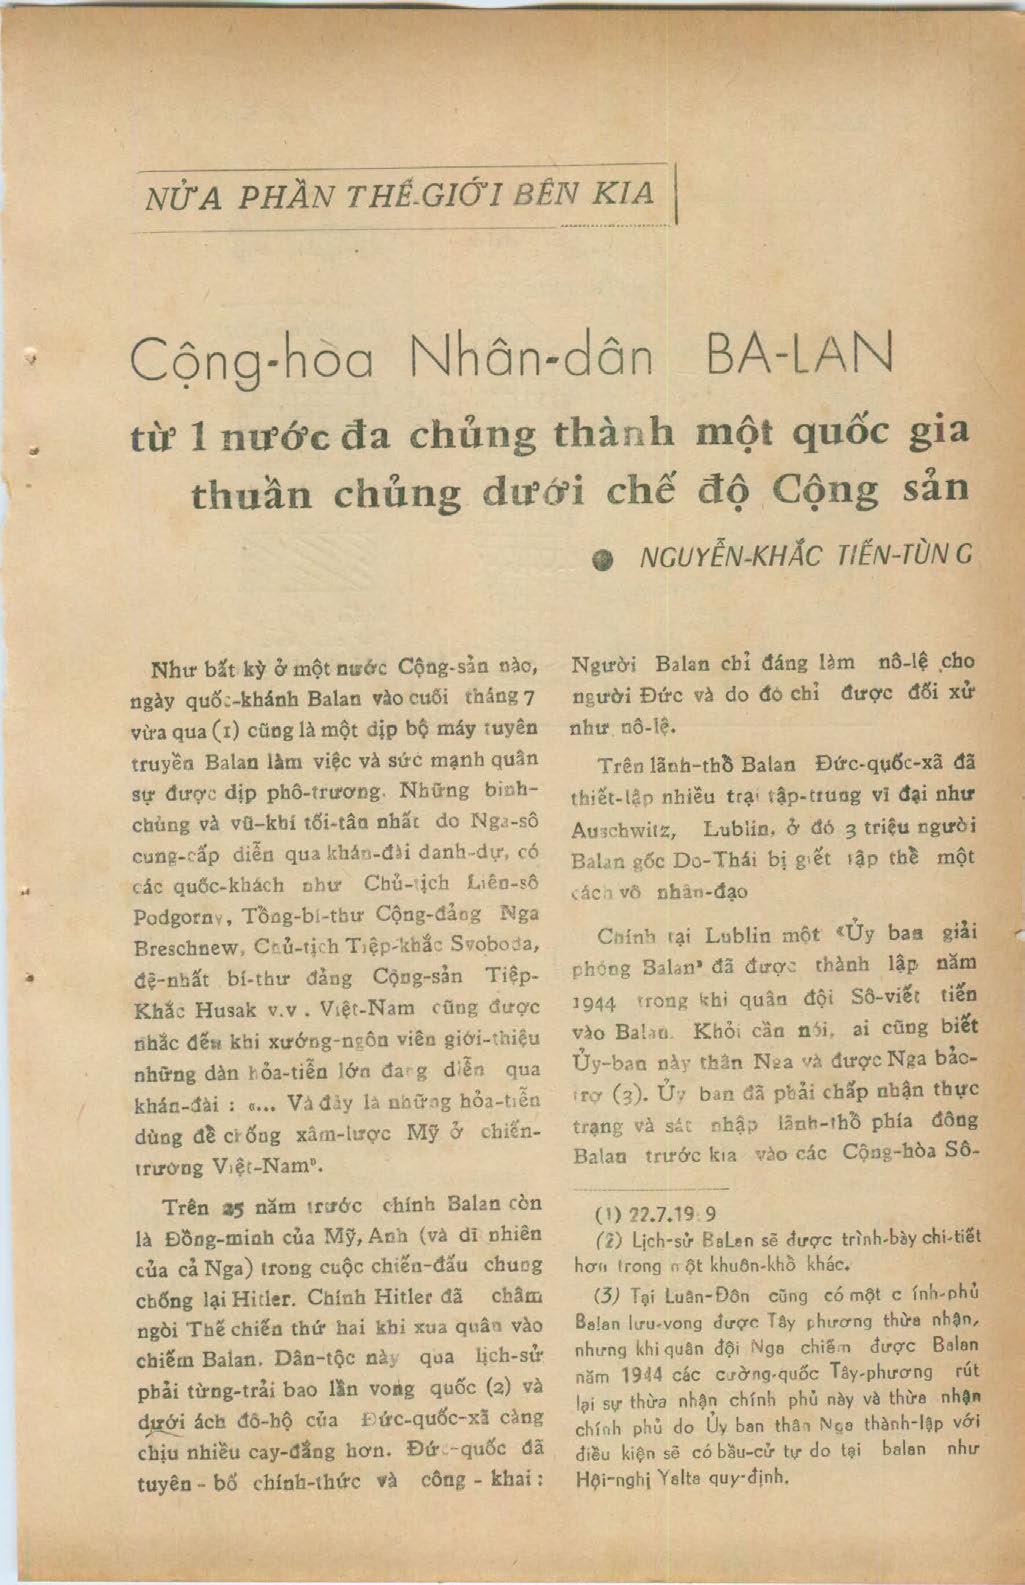 NỬA PHẦN THẾ-GIỚI BÊN KIA
Cộng-hòa Nhân-dân BA-LAN
từ 1 nước đa chủng thành một quốc gia
thuần chủng dưới chế độ Cộng sản
● NGUYỄN-KHẮC TIẾN-TÙNG
Như bất kỳ ở một nước Cộng-sản nào,
ngày quốc-khánh Balan vào cuối tháng 7
vừa qua (1) cũng là một dịp bộ máy tuyên
truyền Balan làm việc và sức mạnh quân
sự được dịp phô-trương. Những binh-
chủng và vũ-khí tối-tân nhất do Nga-sô
cung-cấp diễn qua khán-đài danh-dự, có
các quốc-khách như Chủ-tịch Liên-sô
Podgorny, Tổng-bí-thư Cộng-đảng Nga
Breschnew, Chủ-tịch Tiệp-khắc Svoboda,
đệ-nhất bí-thư đảng Cộng-sản Tiệp-
Khắc Husak v.v . Việt-Nam cũng được
nhắc đến khi xướng-ngôn viên giới-thiệu
những dàn hỏa-tiễn lớn đang diễn qua
khán-đài : «... Và đây là những hỏa-tiễn
dùng để chống xâm-lược Mỹ ở chiến-
trường Việt-Nam».
Trên 25 năm trước chính Balan còn
là Đồng-minh của Mỹ, Anh (và dĩ nhiên
của cả Nga) trong cuộc chiến-đấu chung
chống lại Hitler. Chính Hitler đã châm
ngòi Thế chiến thứ hai khi xua quân vào
chiếm Balan. Dân-tộc này qua lịch-sử
phải từng-trải bao lần vong quốc (2) và
dưới ách đô-hộ của Đức-quốc-xã càng
chịu nhiều cay-đắng hơn. Đức-quốc đã
tuyên - bố chính-thức và công - khai :
Người Balan chỉ đáng làm nô-lệ cho
người Đức và do đó chỉ được đối xử
như nô-lệ.
Trên lãnh-thổ Balan Đức-quốc-xã đã
thiết-lập nhiều trại tập-trung vĩ đại như
Auschwitz, Lublin, ở đó 3 triệu người
Balan gốc Do-Thái bị giết tập thể một
cách vô nhân-đạo
Chính tại Lublin một «Ủy ban giải
phóng Balan» đã được thành lập năm
1944 trong khi quân đội Sô-viết tiến
vào Balan. Khỏi cần nói, ai cũng biết
Ủy-ban này thân Nga và được Nga bảo-
trợ (3). Ủy ban đã phải chấp nhận thực
trạng và sát nhập lãnh-thổ phía đông
Balan trước kia vào các Cộng-hòa Sô-
(1) 22.7.19 9
(2) Lịch-sử BaLan sẽ được trình-bày chi-tiết
hơn trong một khuôn-khổ khác.
(3) Tại Luân-Đôn cũng có một c ính-phủ
Balan lưu-vong được Tây phương thừa nhận,
nhưng khi quân đội Nga chiếm được Balan
năm 1944 các cường-quốc Tây-phương rút
lại sự thừa nhận chính phủ này và thừa nhận
chính phủ do Ủy ban thân Nga thành-lập với
điều kiện sẽ có bầu-cử tự do tại balan như
Hội-nghị Yalta quy-định.